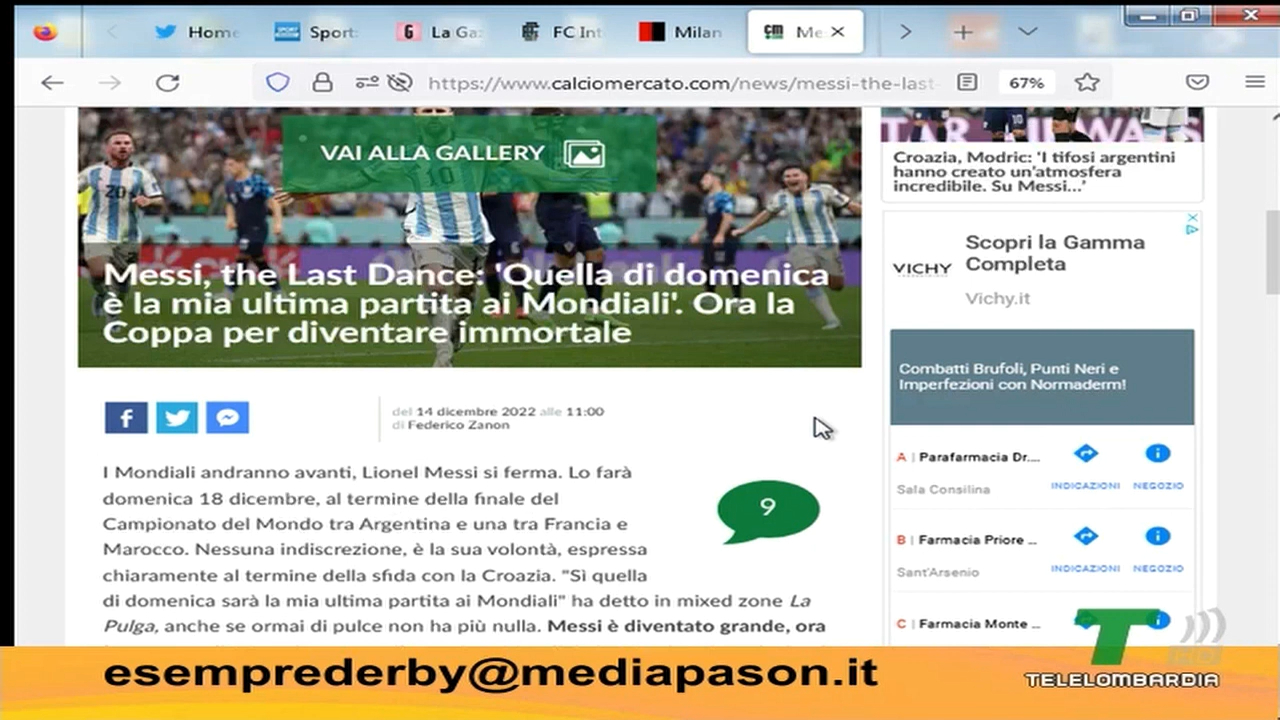 Home
Sport
La Ga
FC Int
Milan
Me
https://www.calciomercato.com/news/messi-the-last-
67%
VAI ALLA GALLERY
20
10
Messi, the Last Dance: 'Quella di domenica
è la mia ultima partita ai Mondiali'. Ora la
Coppa per diventare immortale
del 14 dicembre 2022 alle 11:00
di Federico Zanon
I Mondiali andranno avanti, Lionel Messi si ferma. Lo farà
domenica 18 dicembre, al termine della finale del
Campionato del Mondo tra Argentina e una tra Francia e
Marocco. Nessuna indiscrezione, è la sua volontà, espressa
chiaramente al termine della sfida con la Croazia. "Sì quella
di domenica sarà la mia ultima partita ai Mondiali" ha detto in mixed zone La
Pulga, anche se ormai di pulce non ha più nulla. Messi è diventato grande, ora
9
Croazia, Modric: 'I tifosi argentini
hanno creato un'atmosfera
incredibile. Su Messi...'
Scopri la Gamma
Completa
VICHY
Vichy.it
Combatti Brufoli, Punti Neri e
Imperfezioni con Normaderm!
A | Parafarmacia Dr....
Sala Consilina
INDICAZIONI NEGOZIO
B | Farmacia Priore ...
Sant'Arsenio
INDICAZIONI NEGOZIO
C | Farmacia Monte ...
esemprederby@mediapason.it
T
HD
TELELOMBARDIA